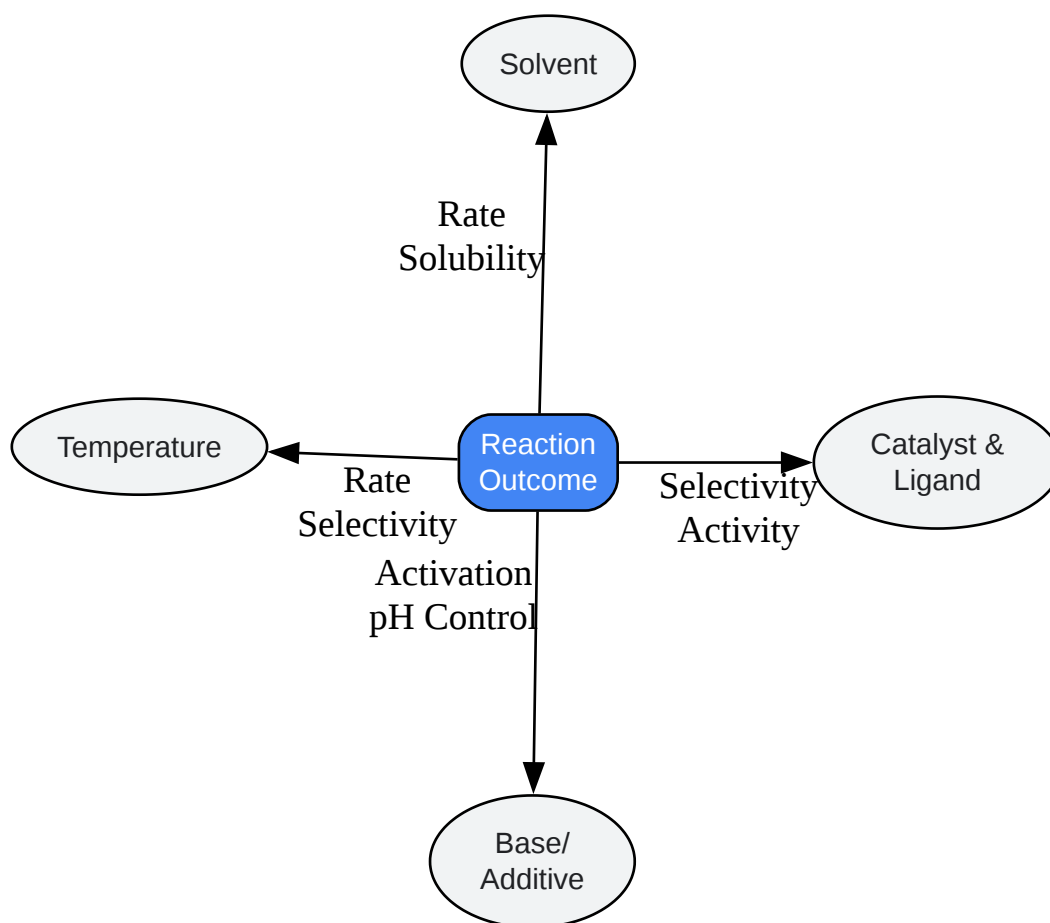 Solvent
Rate
Solubility
Temperature
Reaction
Outcome
Catalyst &
Ligand
Rate
Selectivity
Selectivity
Activity
Activation
pH Control
Base/
Additive